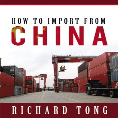 HOW TO IMPORT FROM
CHINA
RICHARD TONG